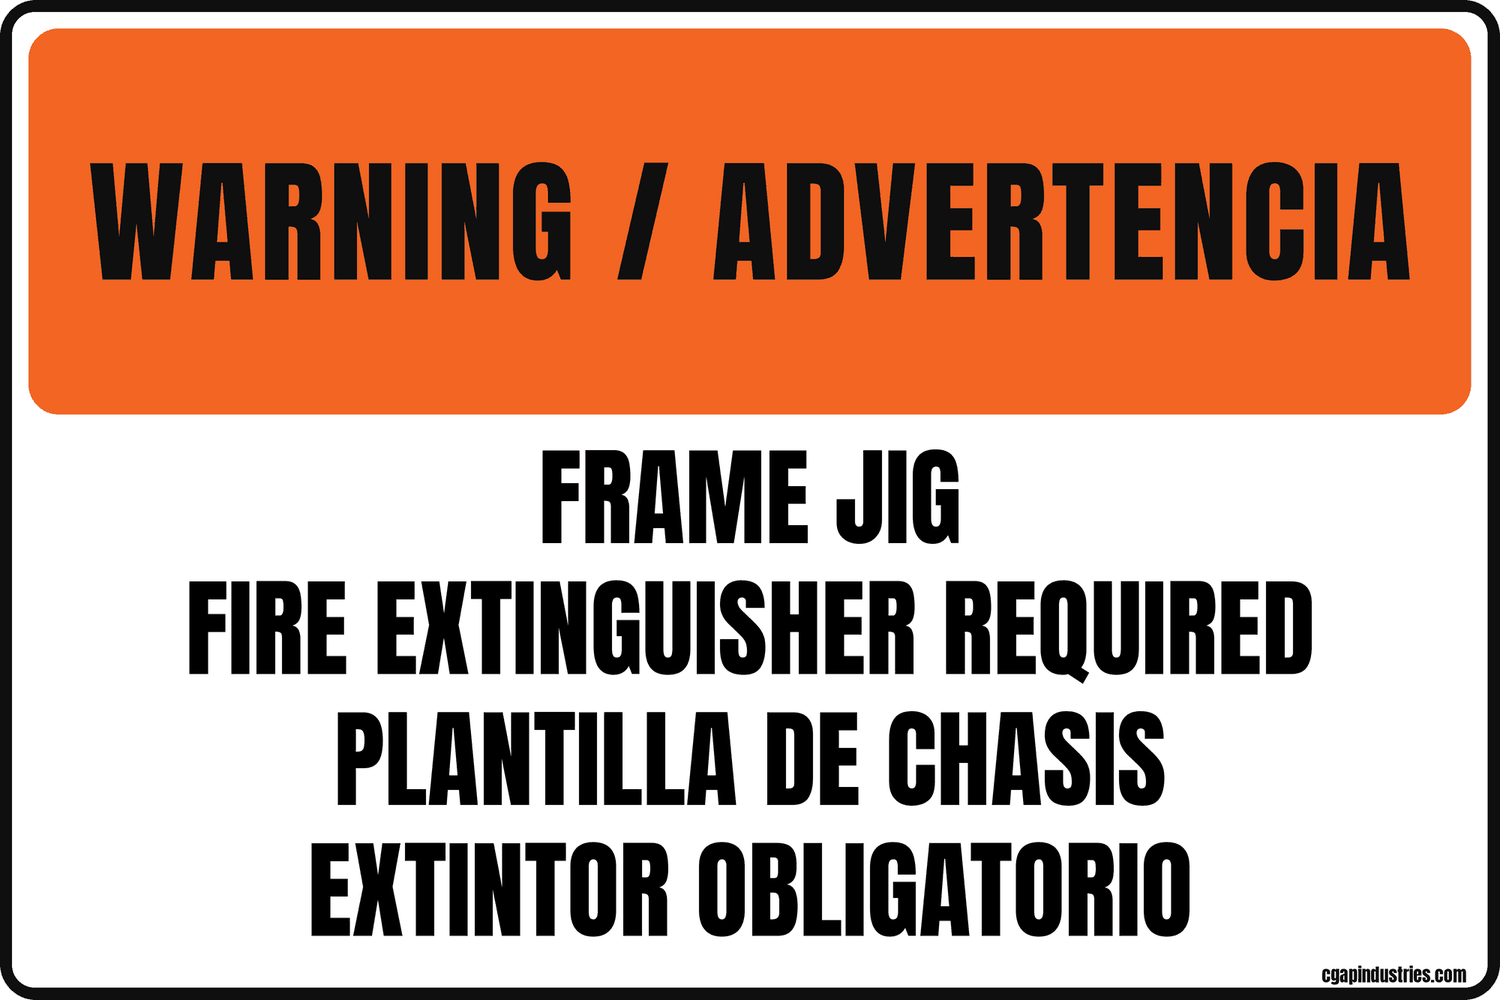 WARNING / ADVERTENCIA
FRAME JIG
FIRE EXTINGUISHER REQUIRED
PLANTILLA DE CHASIS
EXTINTOR OBLIGATORIO
cgapindustries.com